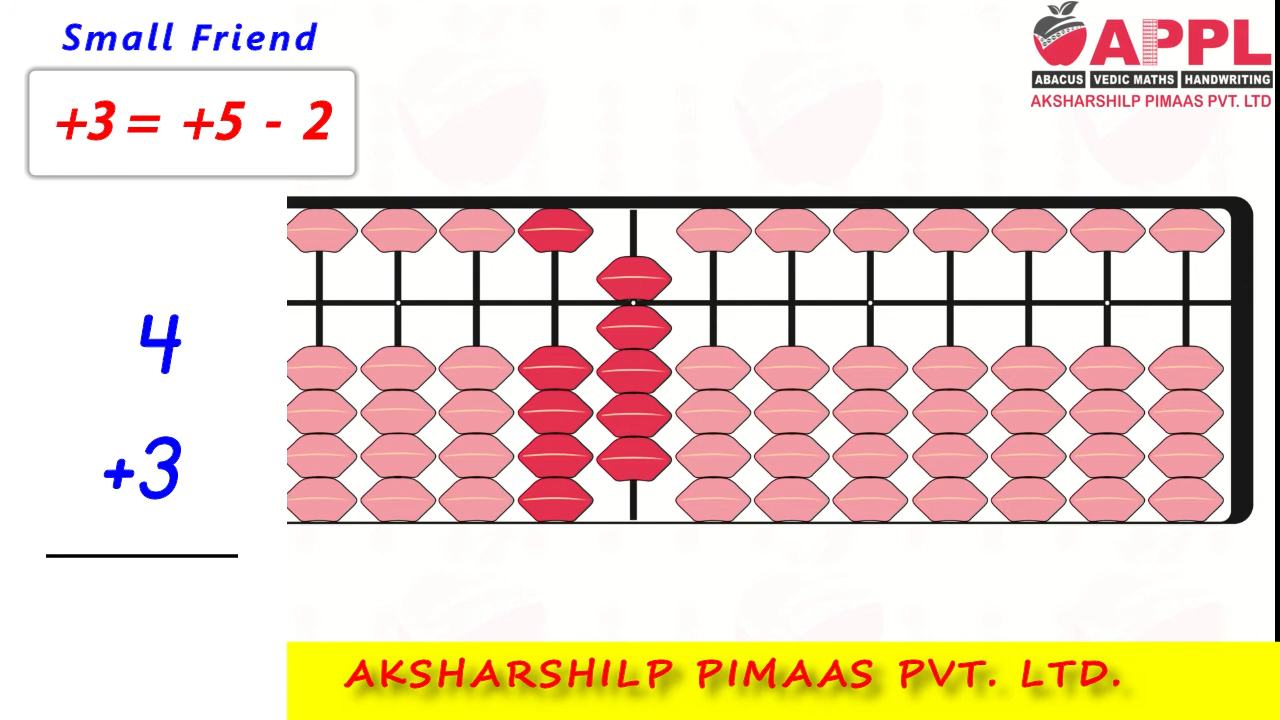 Small Friend
+3 = +5 - 2
APPL
ABACUS VEDIC MATHS HANDWRITING
AKSHARSHILP PIMAAS PVT. LTD
4
+3
AKSHARSHILP PIMAAS PVT. LTD.